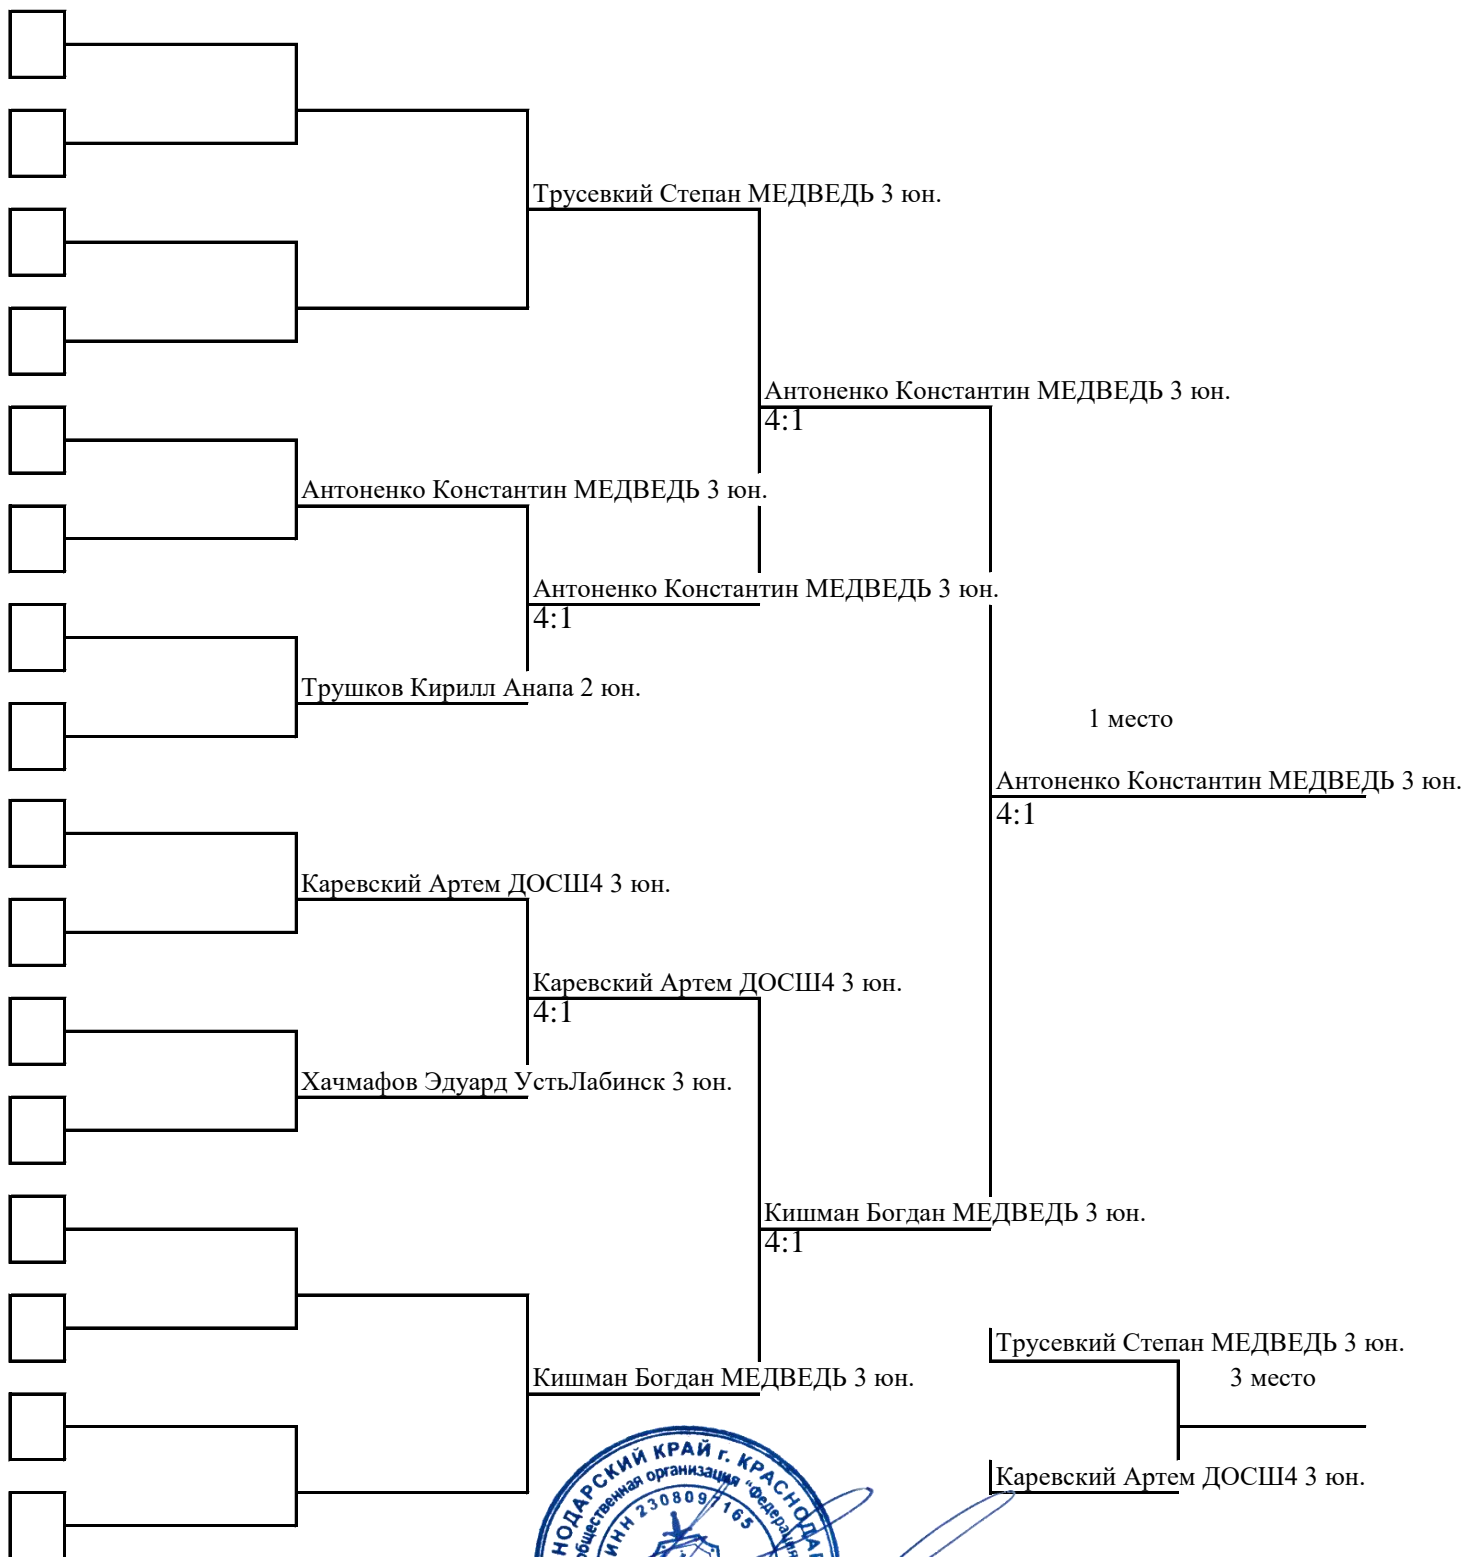 Трусевкий Степан МЕДВЕДЬ 3 юн.
Антоненко Константин МЕДВЕДЬ 3 юн.
4:1
Антоненко Константин МЕДВЕДЬ 3 юн.
Антоненко Константин МЕДВЕДЬ 3 юн.
4:1
Трушков Кирилл Анапа 2 юн.
1 место
Антоненко Константин МЕДВЕДЬ 3 юн.
4:1
Каревский Артем ДОСШ4 3 юн.
Каревский Артем ДОСШ4 3 юн.
4:1
Хачмафов Эдуард УстьЛабинск 3 юн.
Кишман Богдан МЕДВЕДЬ 3 юн.
4:1
Трусевкий Степан МЕДВЕДЬ 3 юн.
3 место
Кишман Богдан МЕДВЕДЬ 3 юн.
Каревский Артем ДОСШ4 3 юн.
КРАЙ г.
общественная организация "Федерация
ИНН 2308097165